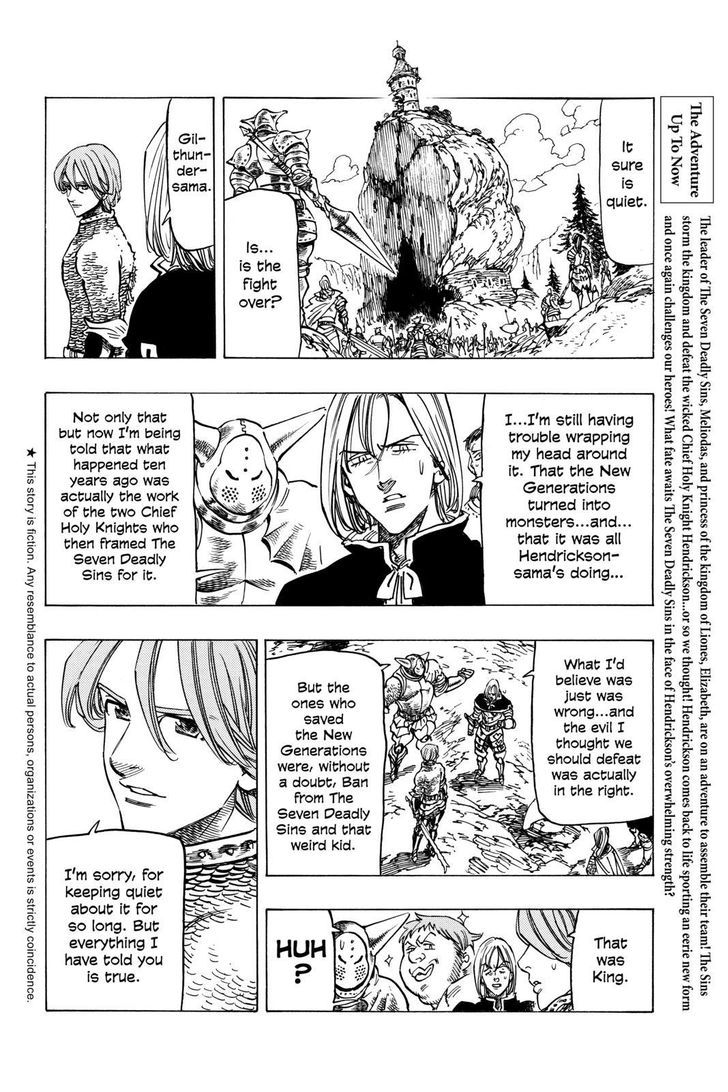 The Adventure
Up To Now
The leader of The Seven Deadly Sins, Meliodas, and princess of the kingdom of Liones, Elizabeth, are on an adventure to assemble their team! The Sins
storm the kingdom and defeat the wicked Chief Holy Knight Hendrickson...or so we thought! Hendrickson comes back to life sporting an eerie new form
and once again challenges our heroes! What fate awaits The Seven Deadly Sins in the face of Hendrickson's overwhelming strength?
It
sure
is
quiet.
Is...
is the
fight
over?
Gil-
thun-
der-
sama.
I...I'm still having
trouble wrapping
my head around
it. That the New
Generations
turned into
monsters...and...
that it was all
Hendrickson-
sama's doing...
Not only that
but now I'm being
told that what
happened ten
years ago was
actually the work
of the two Chief
Holy Knights who
then framed The
Seven Deadly
Sins for it.
What I'd
believe was
just was
wrong...and
the evil I
thought we
should defeat
was actually
in the right.
But the
ones who
saved
the New
Generations
were, without
a doubt, Ban
from The
Seven Deadly
Sins and that
weird kid.
That
was
King.
HUH
?
I'm sorry, for
keeping quiet
about it for
so long. But
everything I
have told you
is true.
★ This story is fiction. Any resemblance to actual persons, organizations or events is strictly coincidence.